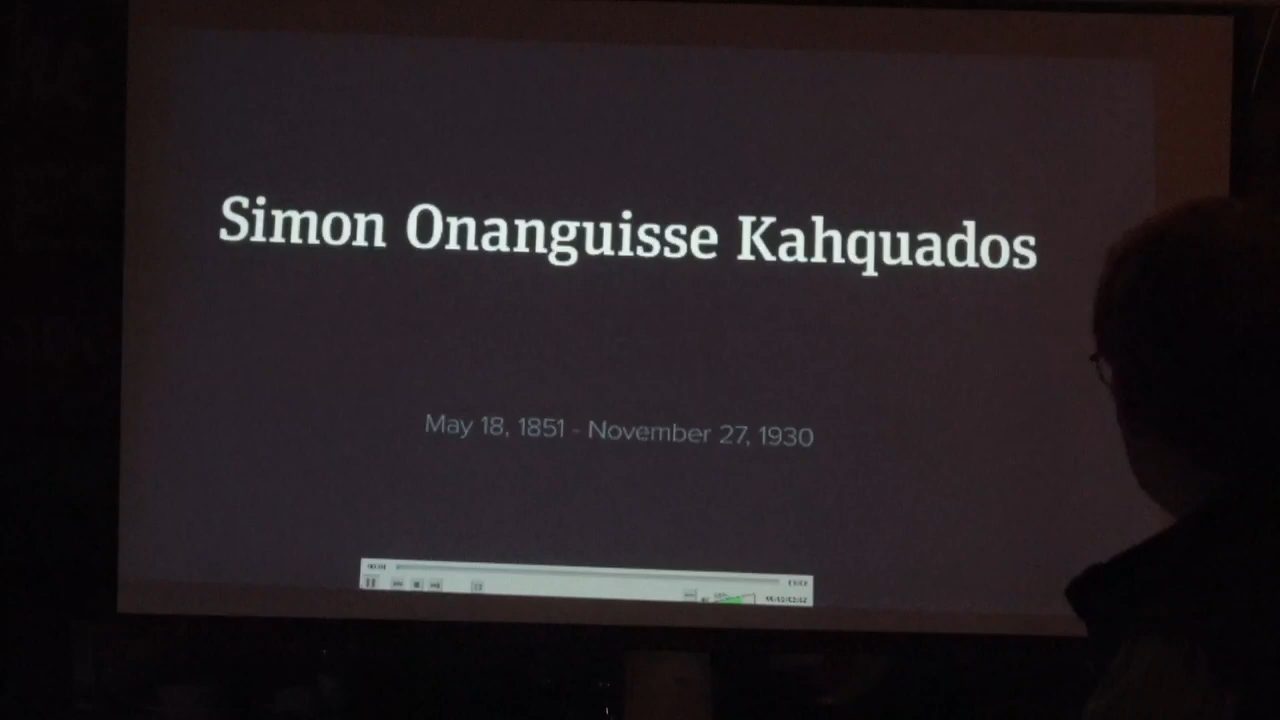 Simon Onanguisse Kahquados
May 18, 1851 - November 27, 1930